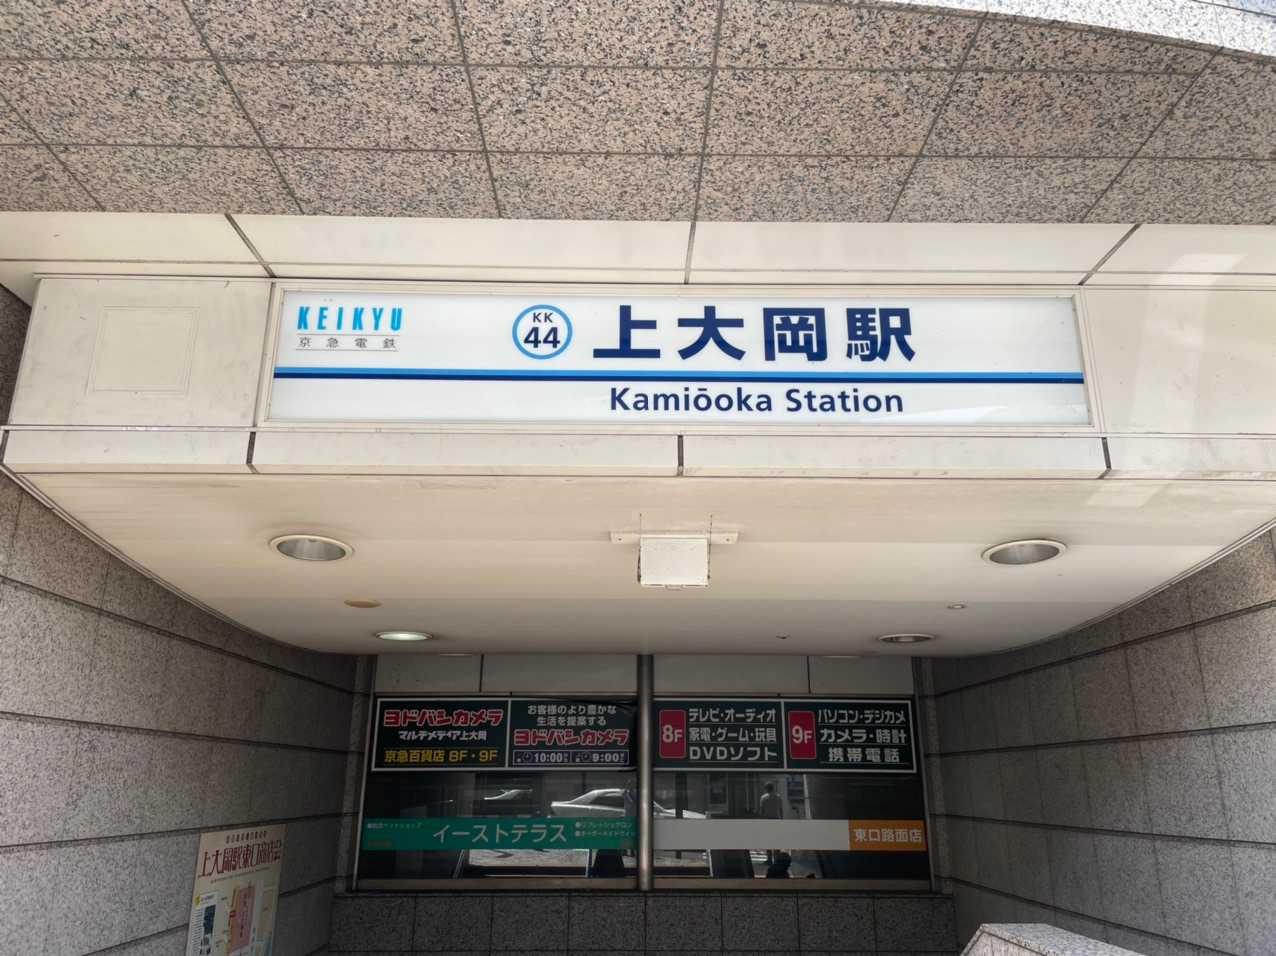 KEIKYU
京急電鉄
KK
44
上大岡駅
Kamiōoka Station
ヨドバシカメラ
マルチメディア上大岡
京急百貨店 8F・9F
お客様のより豊かな
生活を提案する
ヨドバシカメラ
10:00 9:00
8F
テレビ・オーディオ
家電・ゲーム・玩具
DVDソフト
9F
パソコン・デジカメ
カメラ・時計
携帯電話
イーストテラス
東口路面店
上大岡駅東口商店会